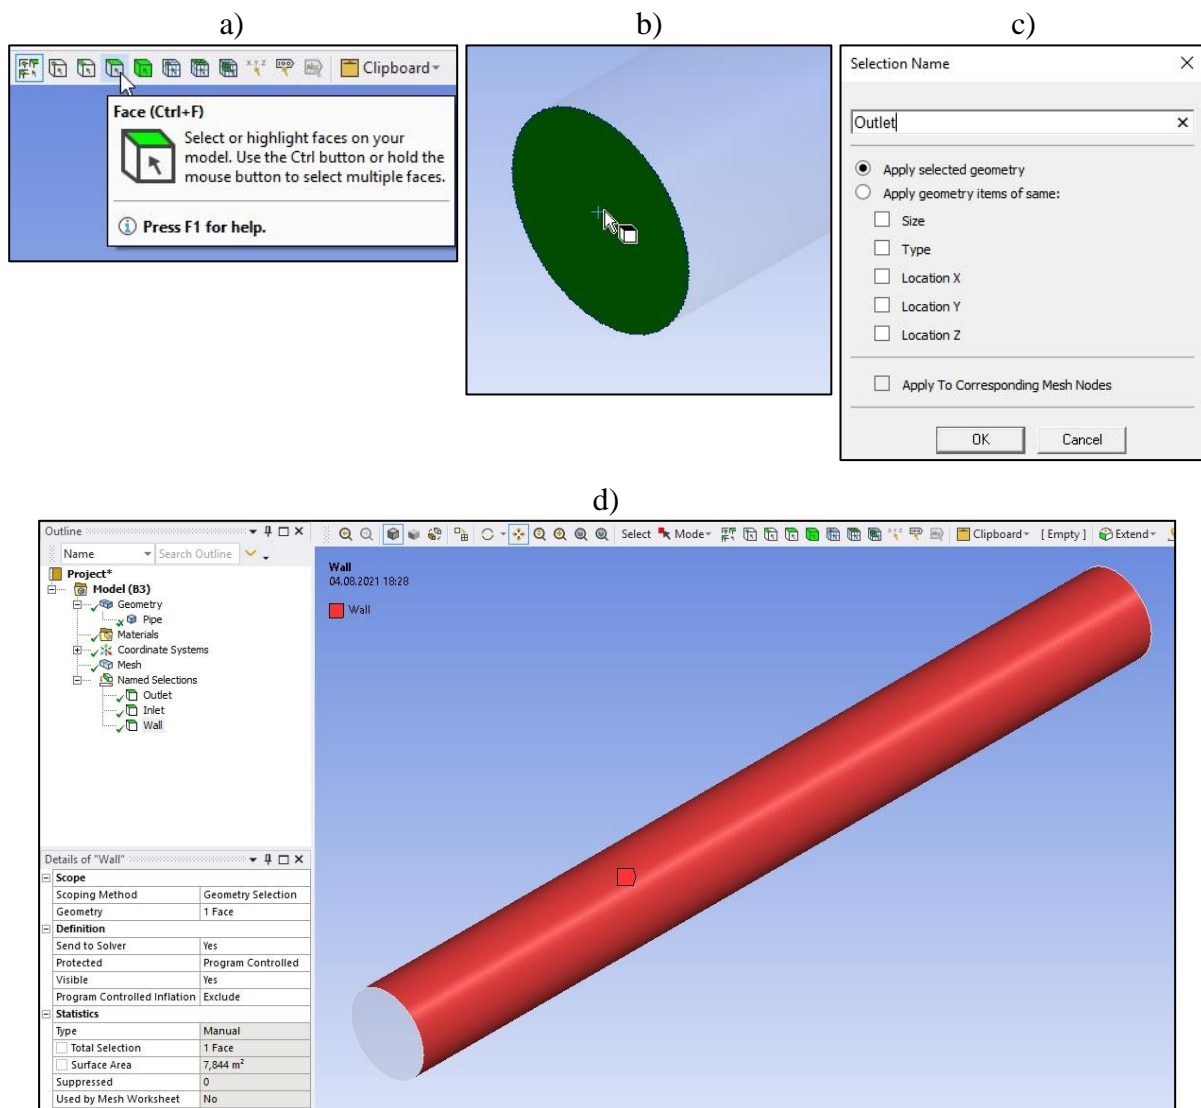 a)
b)
c)
Clipboard
Face (Ctrl+F)
Select or highlight faces on your
model. Use the Ctrl button or hold the
mouse button to select multiple faces.
Press F1 for help.
Selection Name
Outlet
Apply selected geometry
Apply geometry items of same:
Size
Type
Location X
Location Y
Location Z
Apply To Corresponding Mesh Nodes
OK Cancel
d)
Outline
Name Search Outline
Project*
Model (B3)
Geometry
Pipe
Materials
Coordinate Systems
Mesh
Named Selections
Outlet
Inlet
Wall
Select Mode Clipboard [ Empty ] Extend
Wall
04.08.2021 18:28
Wall
Details of "Wall"
Scope
Scoping Method Geometry Selection
Geometry 1 Face
Definition
Send to Solver Yes
Protected Program Controlled
Visible Yes
Program Controlled Inflation Exclude
Statistics
Type Manual
Total Selection 1 Face
Surface Area 7,844 m²
Suppressed 0
Used by Mesh Worksheet No